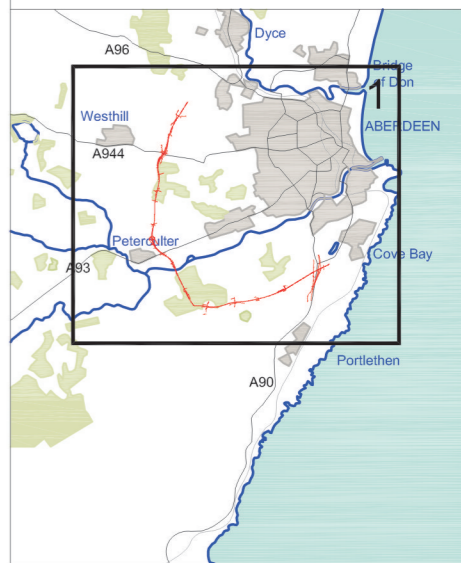 Dyce
A96
Bridge
of Don
1
Westhill
ABERDEEN
A944
Peterculter
A93
Cove Bay
Portlethen
A90